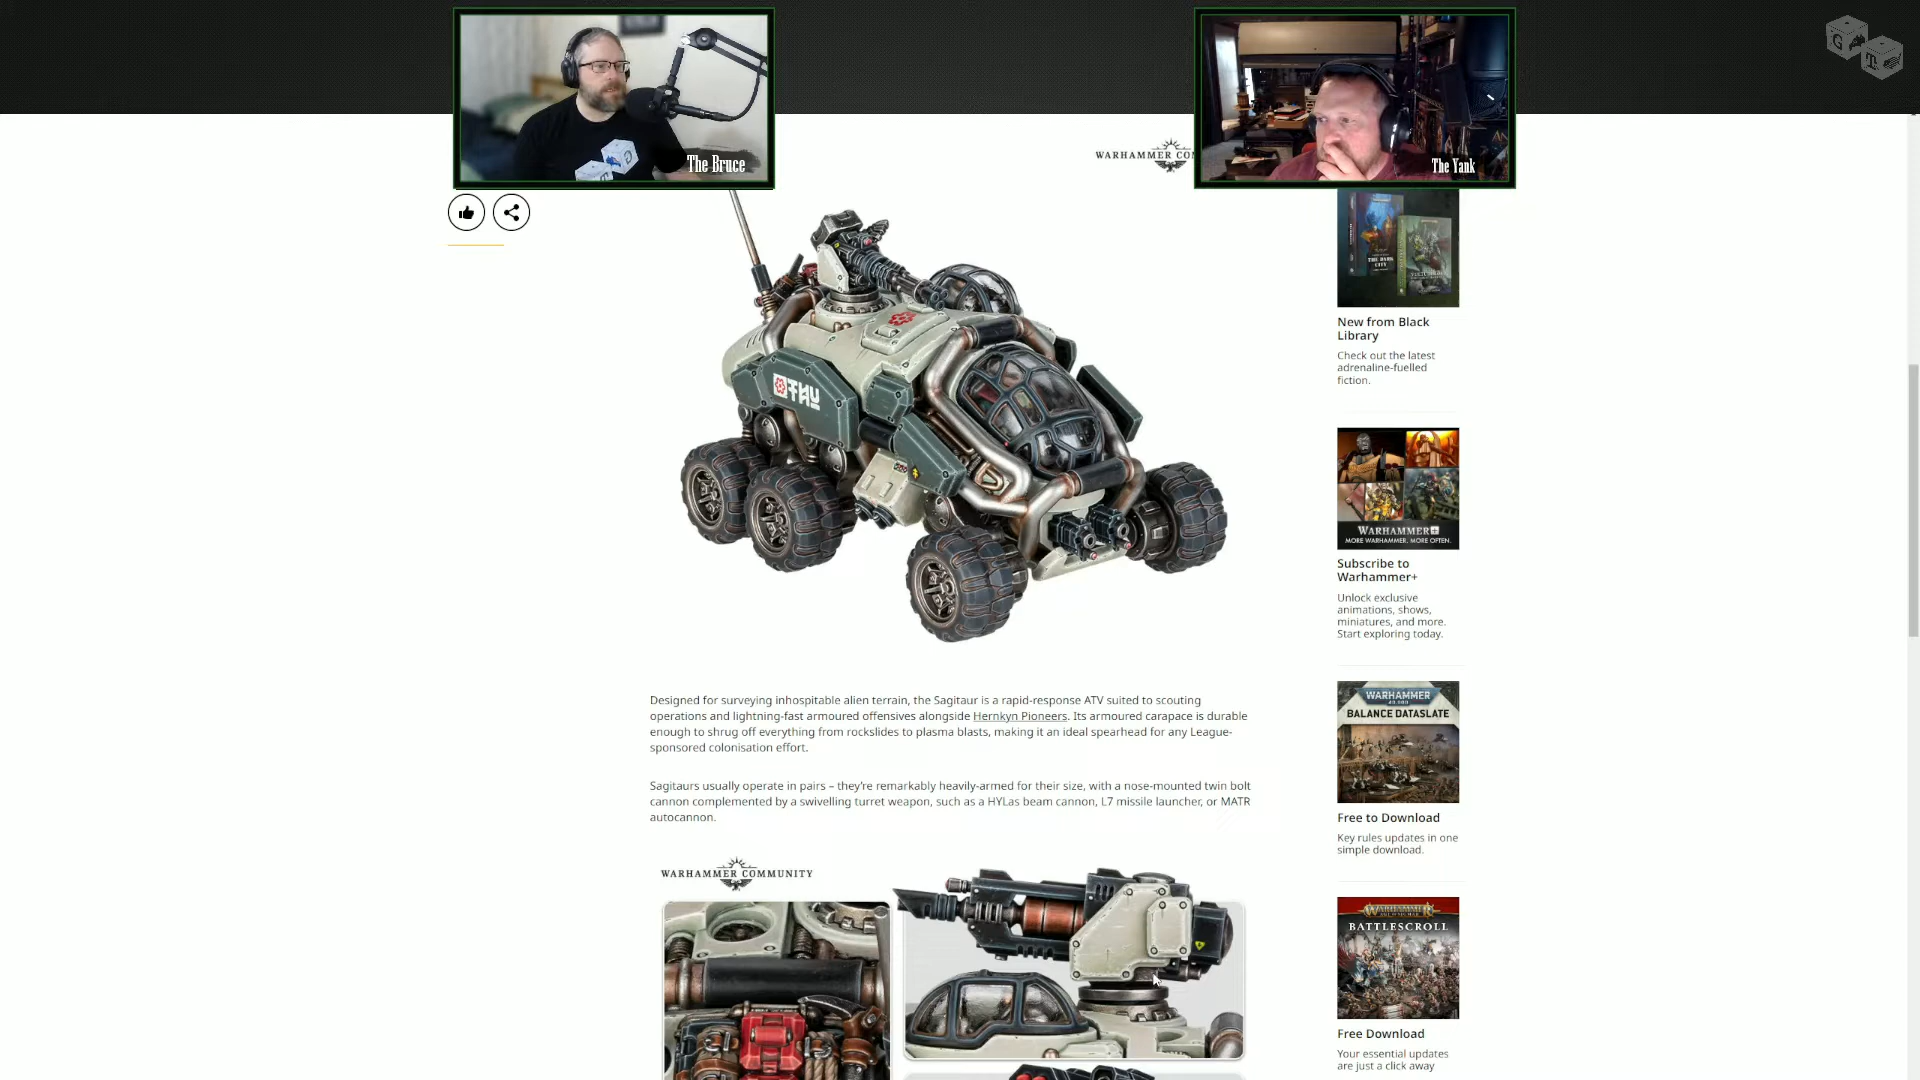 The Bruce
The Yank
WARHAMMER COM
New from Black
Library
Check out the latest
adrenaline-fuelled
fiction.
WARHAMMER+
MORE WARHAMMER. MORE OFTEN.
Subscribe to
Warhammer+
Unlock exclusive
animations, shows,
miniatures, and more.
Start exploring today.
Designed for surveying inhospitable alien terrain, the Sagitaur is a rapid-response ATV suited to scouting
operations and lightning-fast armoured offensives alongside Hernkyn Pioneers. Its armoured carapace is durable
enough to shrug off everything from rockslides to plasma blasts, making it an ideal spearhead for any League-
sponsored colonisation effort.
Sagitaurs usually operate in pairs – they're remarkably heavily-armed for their size, with a nose-mounted twin bolt
cannon complemented by a swivelling turret weapon, such as a HYLas beam cannon, L7 missile launcher, or MATR
autocannon.
WARHAMMER
40,000
BALANCE DATASLATE
Free to Download
Key rules updates in one
simple download.
WARHAMMER COMMUNITY
WARHAMMER
BATTLESCROLL
Free Download
Your essential updates
are just a click away